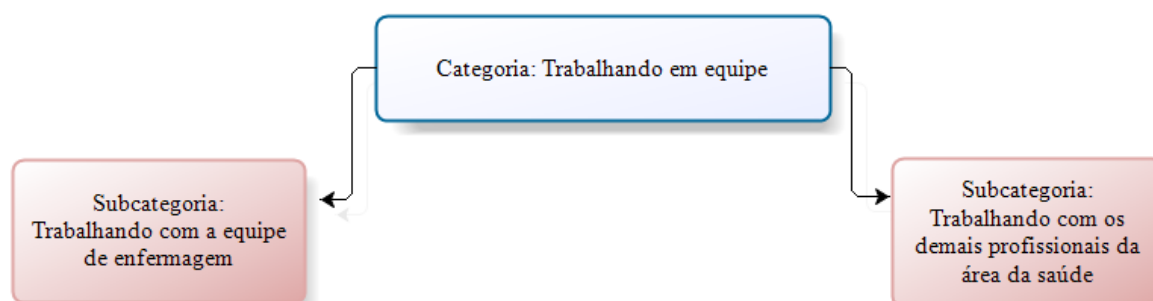 Categoria: Trabalhando em equipe
Subcategoria:
Trabalhando com a equipe
de enfermagem
Subcategoria:
Trabalhando com os
demais profissionais da
área da saúde